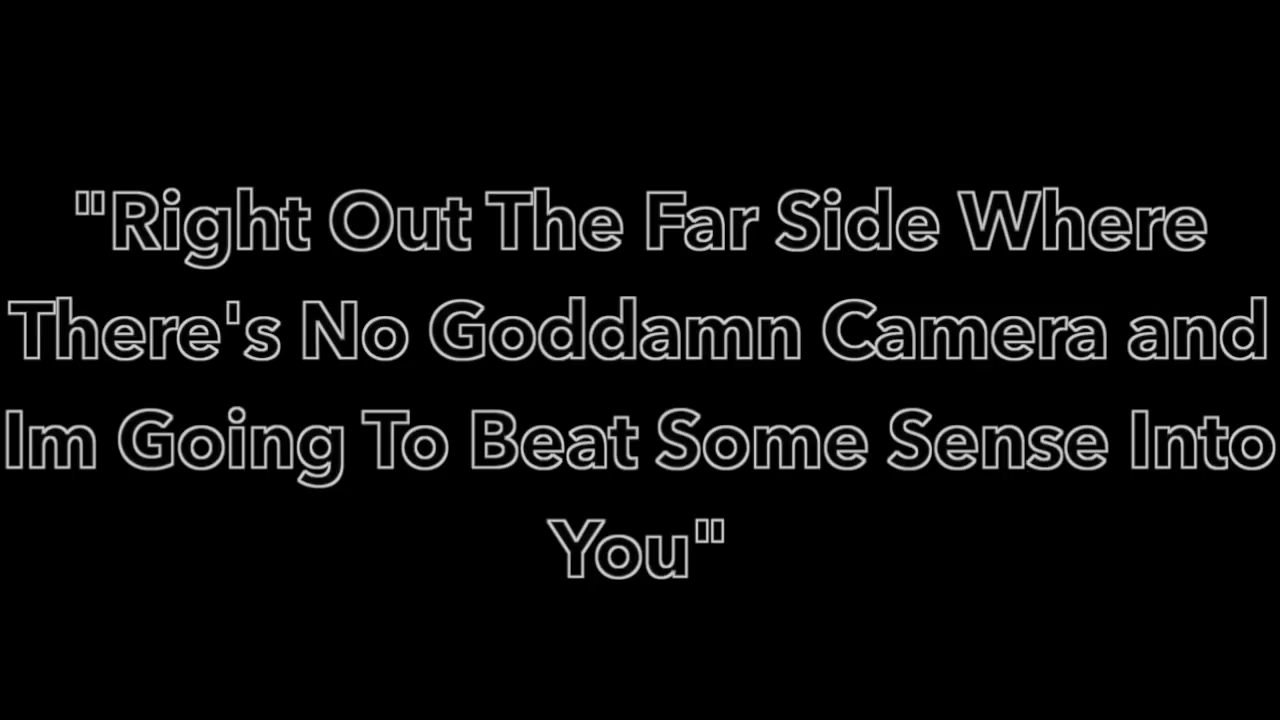 "Right Out The Far Side Where
There's No Goddamn Camera and
Im Going To Beat Some Sense Into
You"